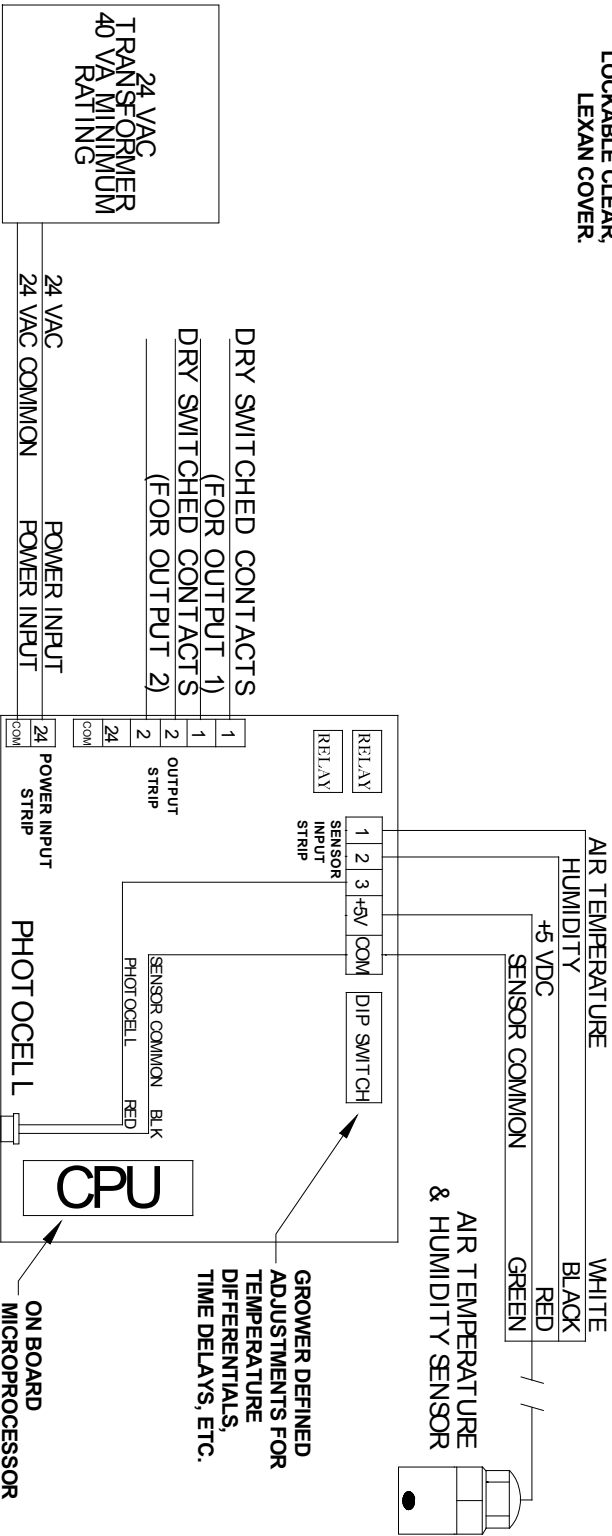 LOCKABLE CLEAR,
LEXAN COVER.
AIR TEMPERATURE
WHITE
HUMIDITY
BLACK
+5 VDC
RED
SENSOR COMMON
GREEN
AIR TEMPERATURE
& HUMIDITY SENSOR
RELAY
RELAY
1 2 3 +5V COM
SENSOR
INPUT
STRIP
DIP SWITCH
GROWER DEFINED
ADJUSTMENTS FOR
TEMPERATURE
DIFFERENTIALS,
TIME DELAYS, ETC.
DRY SWITCHED CONTACTS
(FOR OUTPUT 1)
DRY SWITCHED CONTACTS
(FOR OUTPUT 2)
1
1
2
2
24
COM
OUTPUT
STRIP
SENSOR COMMON BLK
PHOTOCELL RED
CPU
PHOTOCELL
ON BOARD
MICROPROCESSOR
24 VAC
TRANSFORMER
40 VA MINIMUM
RATING
24 VAC POWER INPUT
24 VAC COMMON POWER INPUT
24
COM
POWER INPUT
STRIP